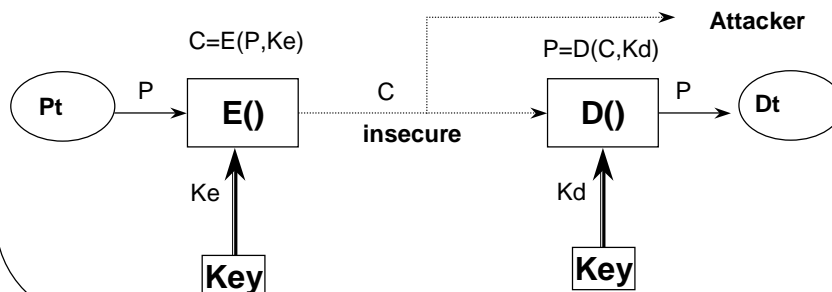 Attacker
C=E(P,Ke)
P=D(C,Kd)
Pt
P
E()
C
insecure
D()
P
Dt
Ke
Kd
Key
Key